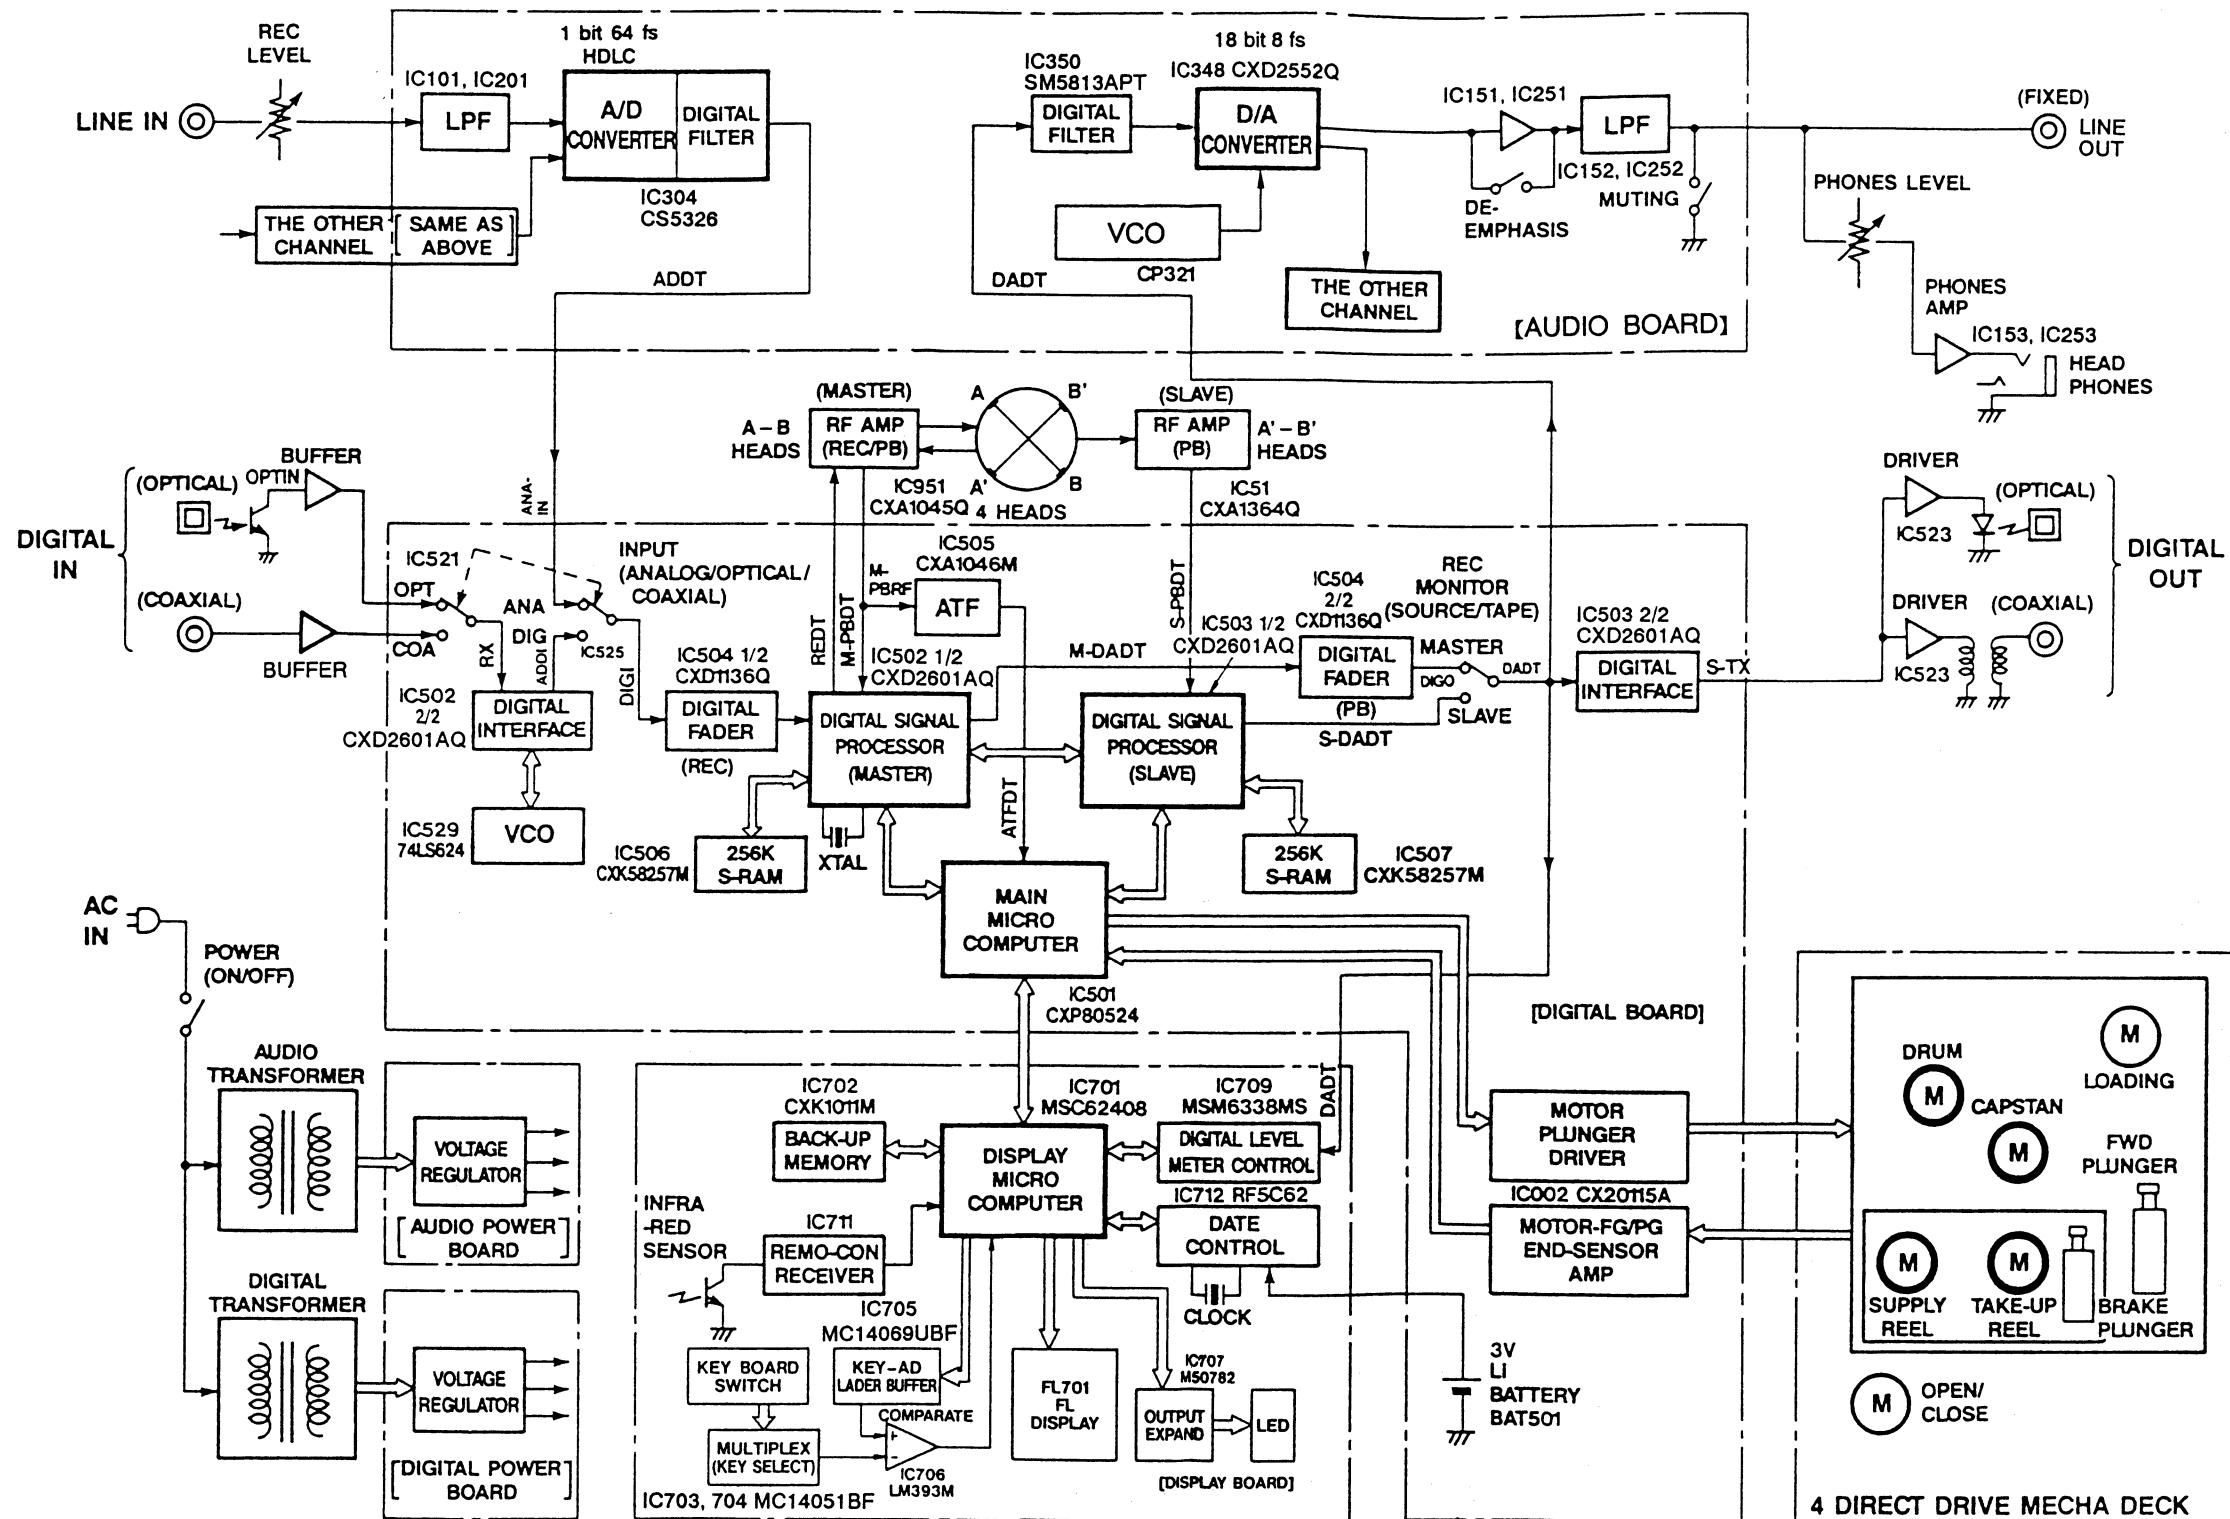 1 bit 64 fs
HDLC
REC
LEVEL
IC101, IC201
LINE IN
LPF
A/D
CONVERTER
DIGITAL
FILTER
IC304
CS5326
THE OTHER
CHANNEL
[SAME AS
ABOVE]
ADDT
18 bit 8 fs
IC350
SM5813APT
IC348 CXD2552Q
DIGITAL
FILTER
D/A
CONVERTER
VCO
CP321
DADT
THE OTHER
CHANNEL
IC151, IC251
LPF
IC152, IC252
MUTING
DE-
EMPHASIS
[AUDIO BOARD]
(FIXED)
LINE
OUT
PHONES LEVEL
PHONES
AMP
IC153, IC253
HEAD
PHONES
(MASTER)
A-B
HEADS
RF AMP
(REC/PB)
IC951
CXA1045Q
A
B'
A'
B
4 HEADS
(SLAVE)
RF AMP
(PB)
A'-B'
HEADS
IC51
CXA1364Q
DIGITAL
IN
(OPTICAL)
OPTIN
BUFFER
(COAXIAL)
BUFFER
ANA-
IN
IC521
OPT
COA
INPUT
(ANALOG/OPTICAL/
COAXIAL)
ANA
DIG
IC525
RX
ADDI
DIGI
IC502
2/2
CXD2601AQ
DIGITAL
INTERFACE
IC529
74LS624
VCO
IC504 1/2
CXD1136Q
DIGITAL
FADER
(REC)
REDT
M-PBDT
M-
PBRF
IC505
CXA1046M
ATF
IC502 1/2
CXD2601AQ
DIGITAL SIGNAL
PROCESSOR
(MASTER)
XTAL
IC506
CXK58257M
256K
S-RAM
ATFDT
M-DADT
S-PBDT
IC503 1/2
CXD2601AQ
DIGITAL SIGNAL
PROCESSOR
(SLAVE)
IC504
2/2
CXD1136Q
DIGITAL
FADER
(PB)
S-DADT
REC
MONITOR
(SOURCE/TAPE)
MASTER
DIGO
SLAVE
DADT
IC503 2/2
CXD2601AQ
DIGITAL
INTERFACE
S-TX
256K
S-RAM
IC507
CXK58257M
DRIVER
IC523
(OPTICAL)
DRIVER
IC523
(COAXIAL)
DIGITAL
OUT
MAIN
MICRO
COMPUTER
IC501
CXP80524
[DIGITAL BOARD]
AC
IN
POWER
(ON/OFF)
AUDIO
TRANSFORMER
VOLTAGE
REGULATOR
[AUDIO POWER
BOARD]
DIGITAL
TRANSFORMER
VOLTAGE
REGULATOR
[DIGITAL POWER
BOARD]
IC702
CXK1011M
BACK-UP
MEMORY
IC701
MSC62408
DISPLAY
MICRO
COMPUTER
IC709
MSM6338MS
DIGITAL LEVEL
METER CONTROL
DADT
IC712 RF5C62
DATE
CONTROL
CLOCK
INFRA
-RED
SENSOR
IC711
REMO-CON
RECEIVER
IC705
MC14069UBF
KEY BOARD
SWITCH
KEY-AD
LADER BUFFER
COMPARATE
+
-
MULTIPLEX
(KEY SELECT)
IC706
LM393M
IC703, 704 MC14051BF
FL701
FL
DISPLAY
IC707
M50782
OUTPUT
EXPAND
LED
[DISPLAY BOARD]
MOTOR
PLUNGER
DRIVER
IC002 CX20115A
MOTOR-FG/PG
END-SENSOR
AMP
3V
LI
BATTERY
BAT501
M
LOADING
DRUM
M
CAPSTAN
M
FWD
PLUNGER
M
SUPPLY
REEL
M
TAKE-UP
REEL
BRAKE
PLUNGER
M
OPEN/
CLOSE
4 DIRECT DRIVE MECHA DECK